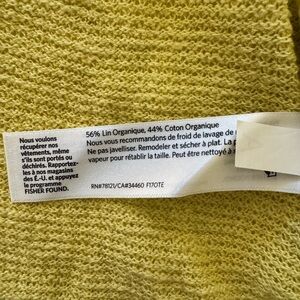 Nous voulons
récupérer nos
vêtements, même
s'ils sont portés ou
déchirés. Rapportez-
les à nos magasins
des É.-U. et appuyez
le programme
FISHER FOUND.
56% Lin Organique, 44% Coton Organique
Nous vous recommandons de froid de lavage de
Ne pas javelliser. Remodeler et sécher à plat. La
vapeur pour rétablir la taille. Peut être nettoyé à
RN#78121/CA#34460 F170TE